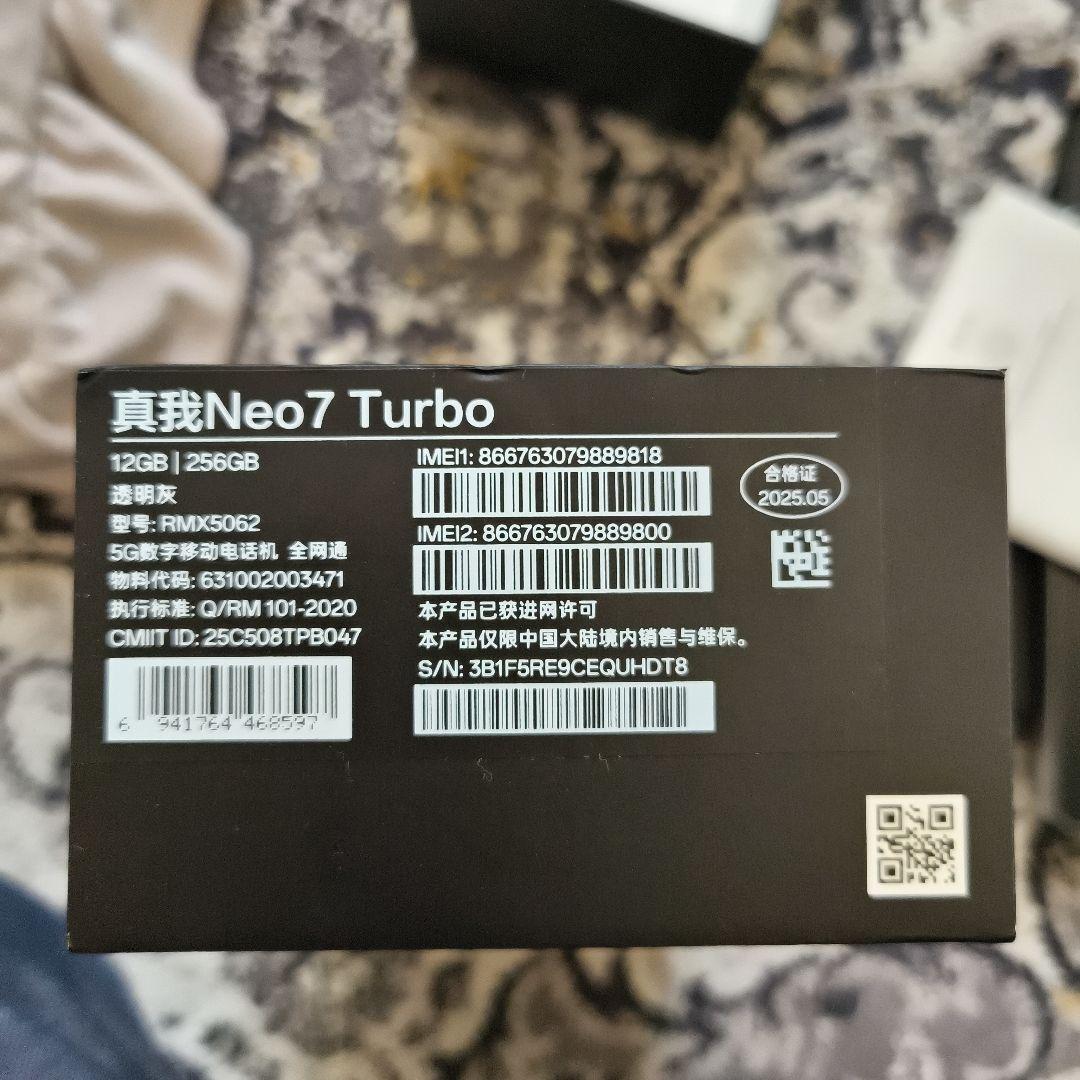 真我Neo7 Turbo
12GB | 256GB
透明灰
型号: RMX5062
5G数字移动电话机 全网通
物料代码: 631002003471
执行标准: Q/RM 101-2020
CMIIT ID: 25C508TPB047
6 941764 468597
IMEI1: 866763079889818
IMEI2: 866763079889800
本产品已获进网许可
本产品仅限中国大陆境内销售与维保。
S/N: 3B1F5RE9CEQUHDT8
合格证
2025.05